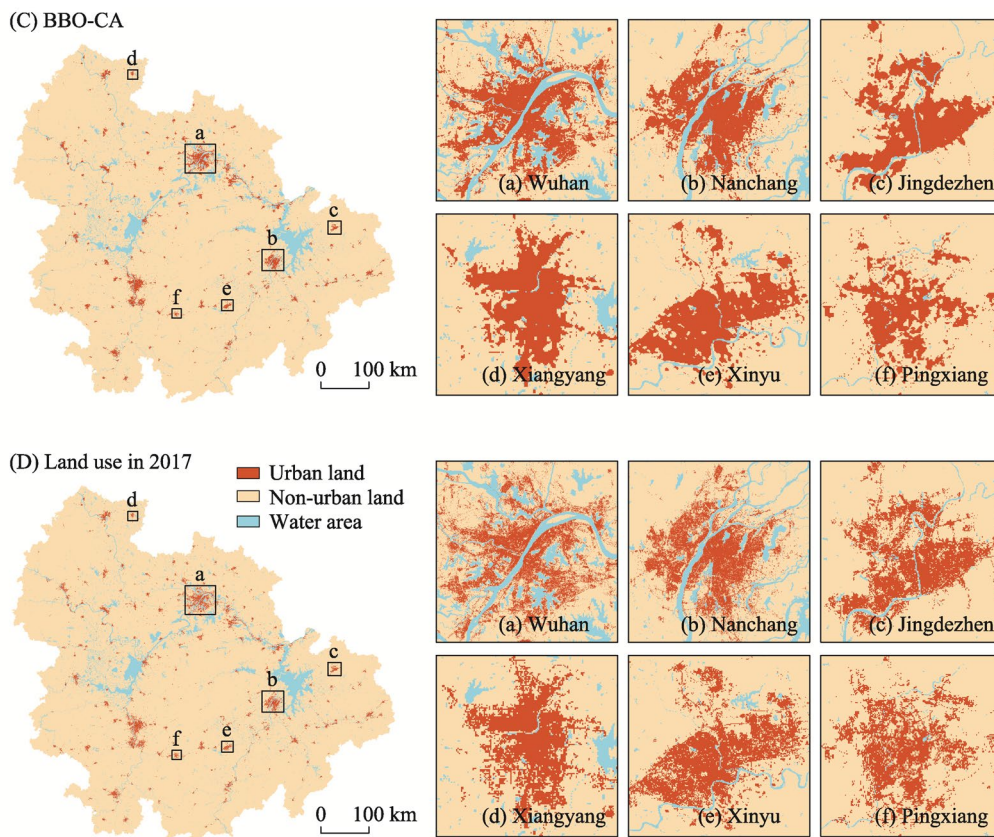 (C) BBO-CA
d
a
c
b
e
f
0 100 km
(a) Wuhan
(b) Nanchang
(c) Jingdezhen
(d) Xiangyang
(e) Xinyu
(f) Pingxiang
(D) Land use in 2017
Urban land
Non-urban land
Water area
d
a
c
b
e
f
0 100 km
(a) Wuhan
(b) Nanchang
(c) Jingdezhen
(d) Xiangyang
(e) Xinyu
(f) Pingxiang